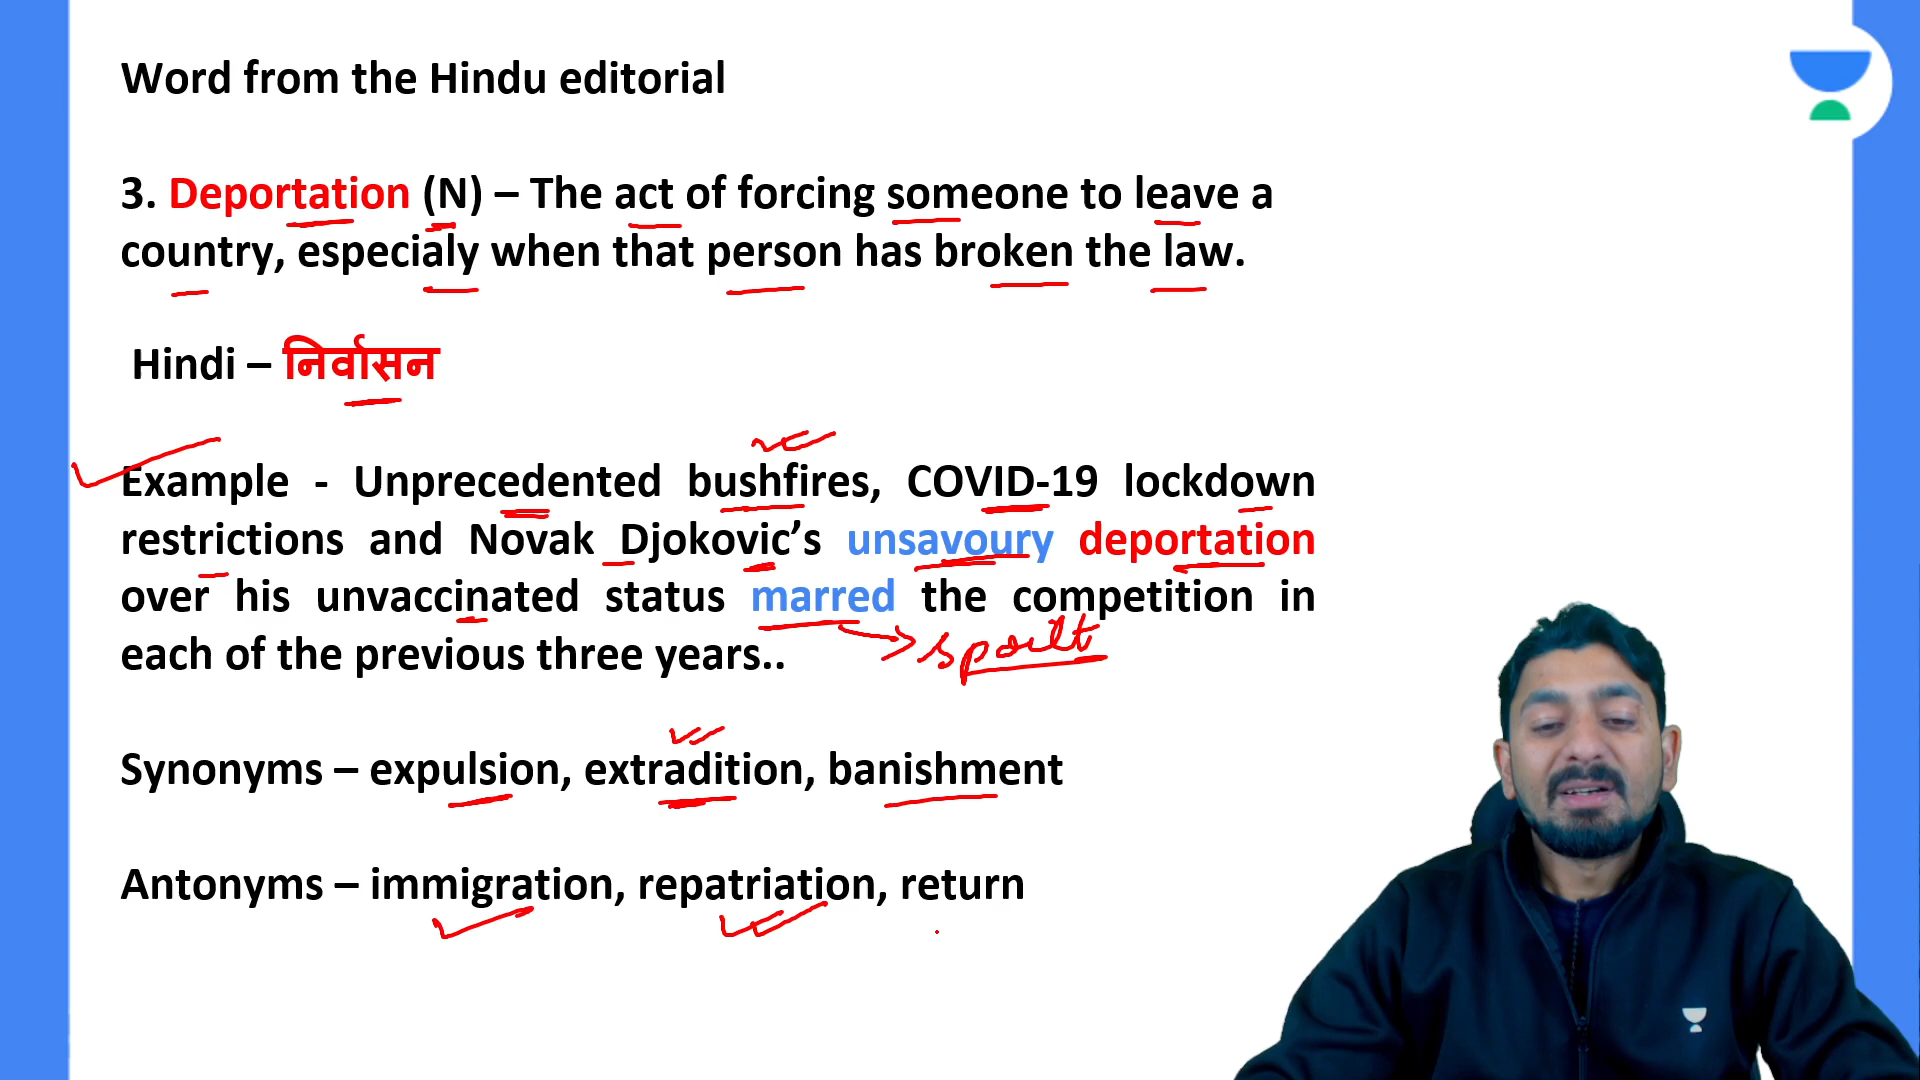 Word from the Hindu editorial
3. Deportation (N) – The act of forcing someone to leave a
country, especialy when that person has broken the law.
Hindi – निर्वासन
Example - Unprecedented bushfires, COVID-19 lockdown
restrictions and Novak Djokovic’s unsavoury deportation
over his unvaccinated status marred the competition in
each of the previous three years..
spoilt
Synonyms – expulsion, extradition, banishment
Antonyms – immigration, repatriation, return